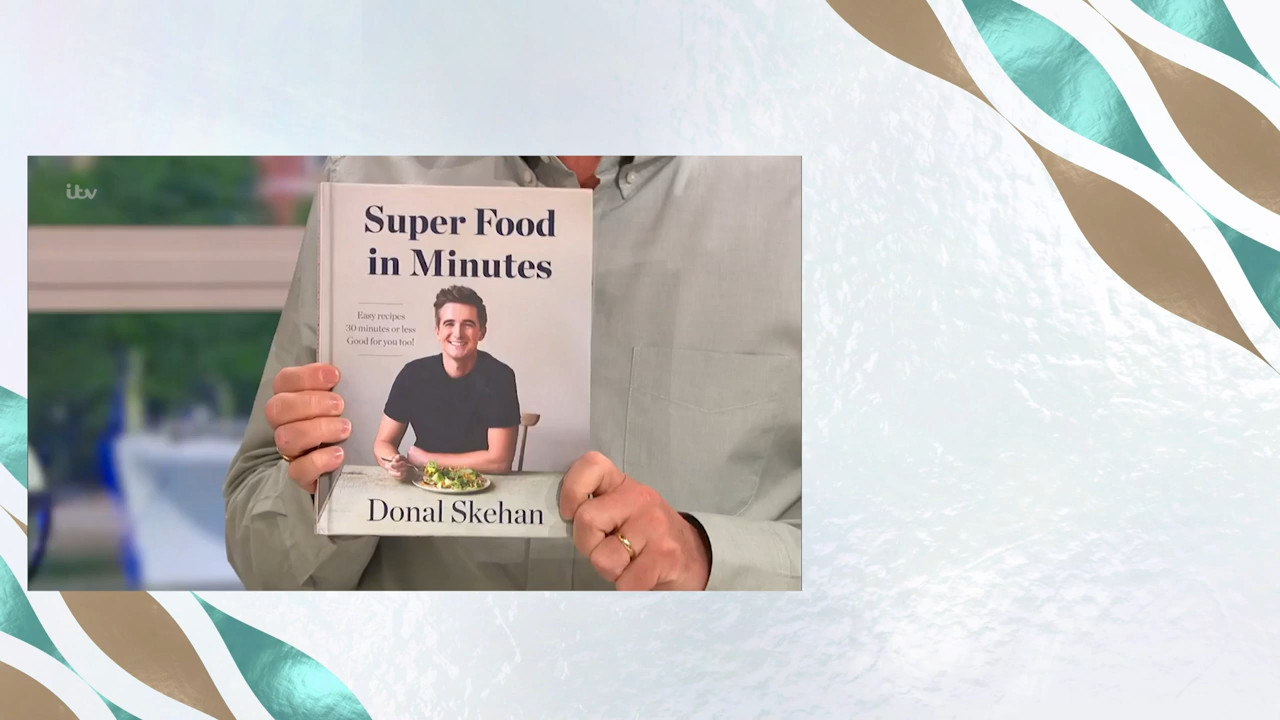 itv
Super Food
in Minutes
Easy recipes
30 minutes or less
Good for you too!
Donal Skehan